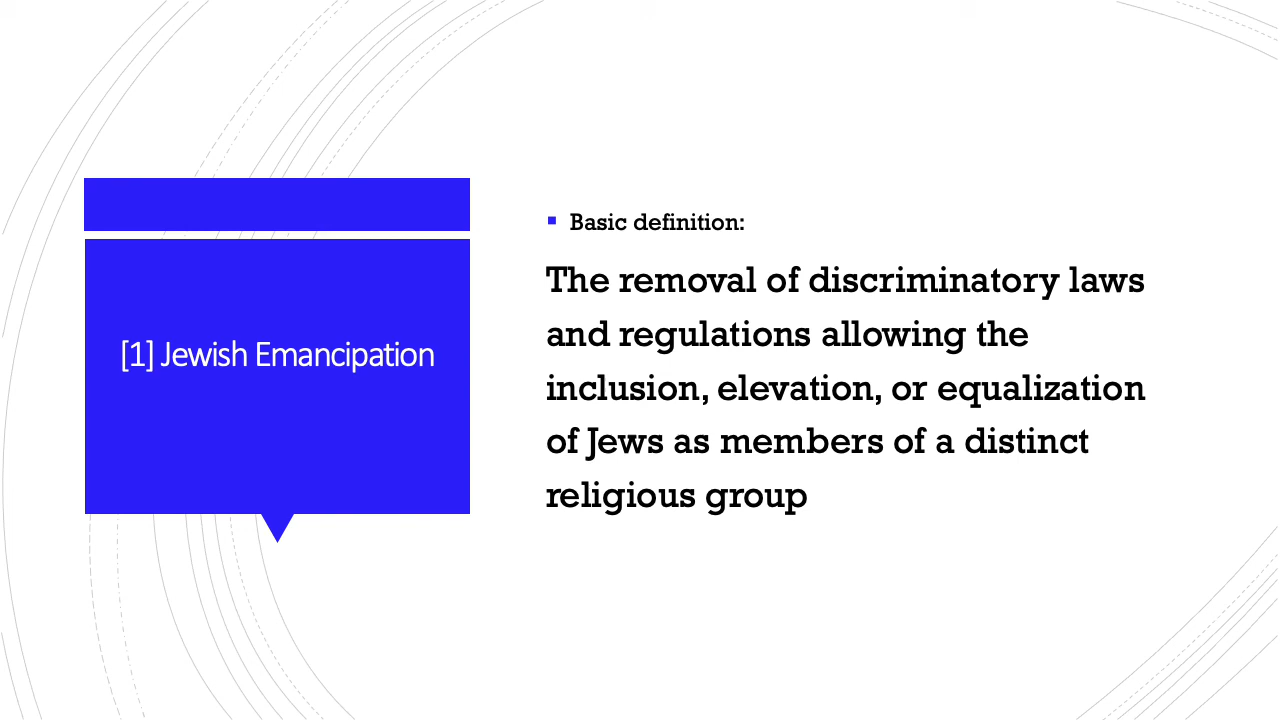 [1] Jewish Emancipation
▪ Basic definition:
The removal of discriminatory laws
and regulations allowing the
inclusion, elevation, or equalization
of Jews as members of a distinct
religious group